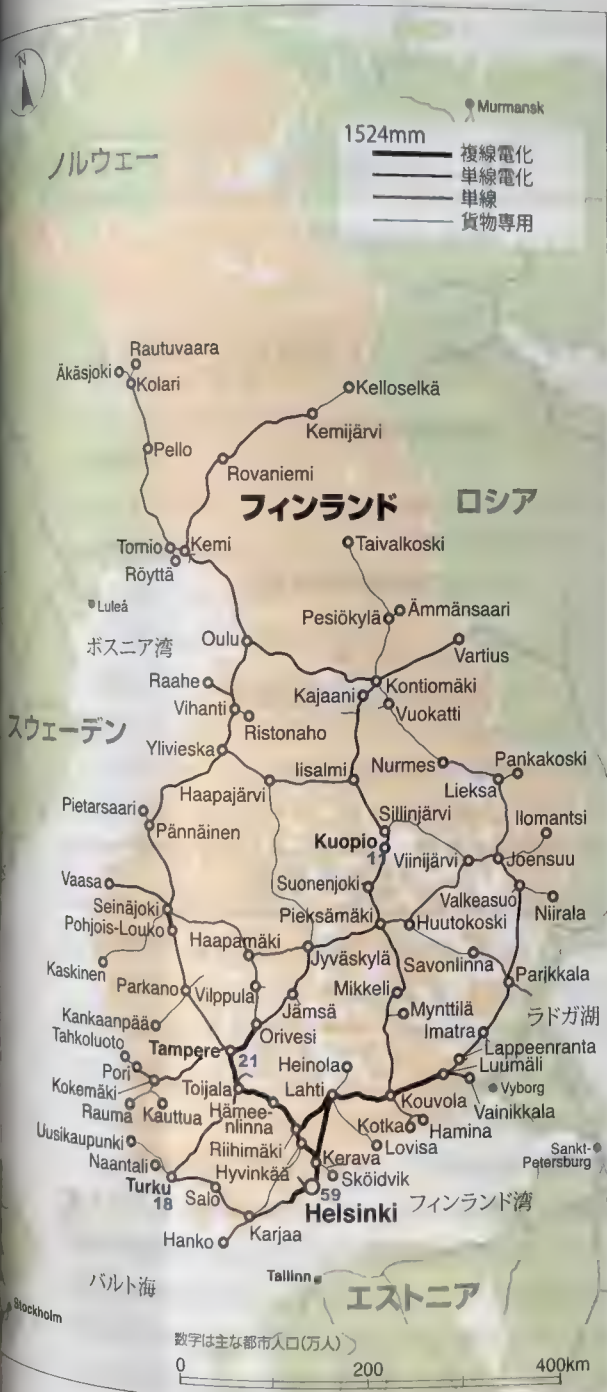 N
Murmansk
1524mm
複線電化
単線電化
単線
貨物専用
ノルウェー
Rautuvaara
Äkäsjoki
Kolari
Kelloselkä
Kemijärvi
Pello
Rovaniemi
フィンランド
ロシア
Tornio
Kemi
Taivalkoski
Röyttä
Luleå
Ämmänsaari
Pesiökylä
ボスニア湾
Oulu
Vartius
Raahe
Kajaani
Kontiomäki
Vihanti
Vuokatti
Ristonaho
スウェーデン
Ylivieska
Iisalmi
Nurmes
Pankakoski
Haapajärvi
Lieksa
Pietarsaari
Sillinjärvi
Ilomantsi
Pännäinen
Kuopio
11
Viinijärvi
Joensuu
Vaasa
Suonenjoki
Valkeasuo
Seinäjoki
Pieksämäki
Huutokoski
Niirala
Pohjois-Louko
Haapamäki
Jyväskylä
Savonlinna
Kaskinen
Parikkala
Parkano
Vilppula
Mikkeli
Jämsä
Mynttilä
ラドガ湖
Kankaanpää
Orivesi
Imatra
Tahkoluoto
Tampere
21
Heinola
Lappeenranta
Pori
Luumäli
Kokemäki
Toijala
Lahti
Kouvola
Vyborg
Rauma
Kauttua
Hämee-
nlinna
Vainikkala
Kotka
Hamina
Uusikaupunki
Riihimäki
Lovisa
Naantali
Hyvinkää
Kerava
Sankt-
Petersburg
Turku
18
Salo
Sköidvik
59
Helsinki
フィンランド湾
Hanko
Karjaa
バルト海
Tallinn
エストニア
Stockholm
数字は主な都市人口(万人)
0 200 400km